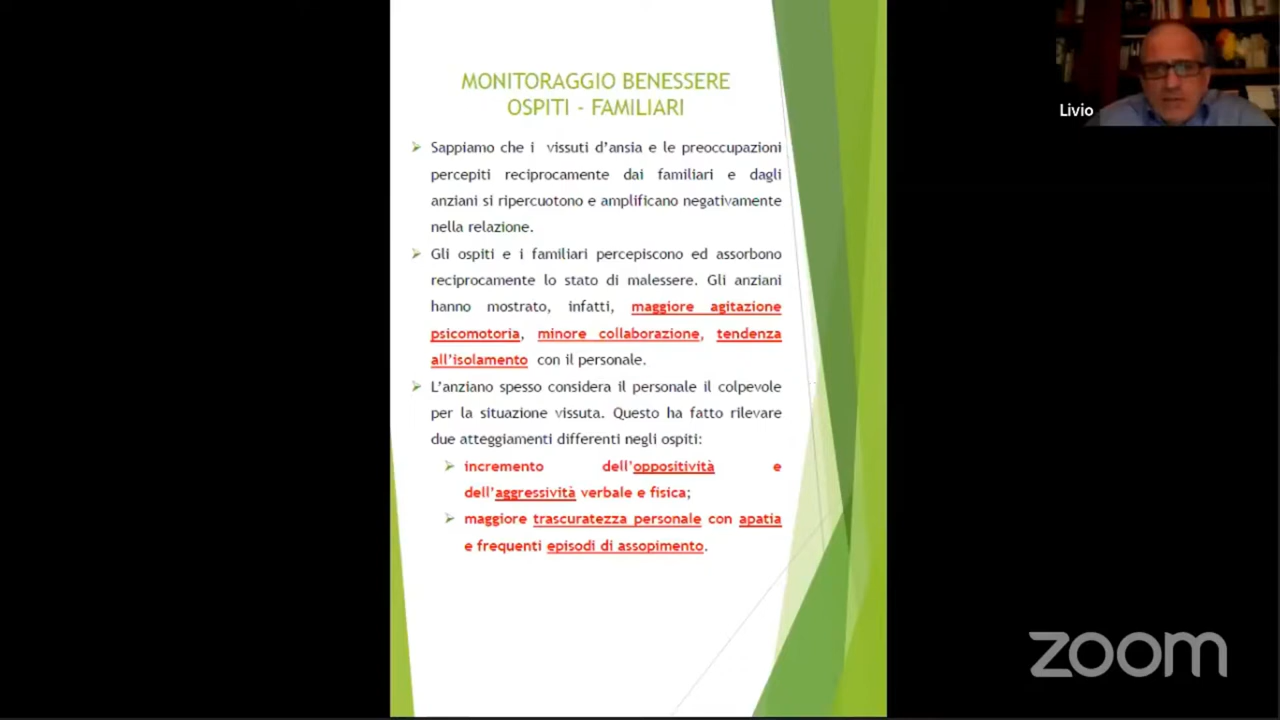 MONITORAGGIO BENESSERE
OSPITI - FAMILIARI
Sappiamo che i vissuti d'ansia e le preoccupazioni
percepiti reciprocamente dai familiari e dagli
anziani si ripercuotono e amplificano negativamente
nella relazione.
Gli ospiti e i familiari percepiscono ed assorbono
reciprocamente lo stato di malessere. Gli anziani
hanno mostrato, infatti, maggiore agitazione
psicomotoria, minore collaborazione, tendenza
all'isolamento con il personale.
L'anziano spesso considera il personale il colpevole
per la situazione vissuta. Questo ha fatto rilevare
due atteggiamenti differenti negli ospiti:
incremento dell'oppositività e
dell'aggressività verbale e fisica;
maggiore trascuratezza personale con apatia
e frequenti episodi di assopimento.
Livio
zoom